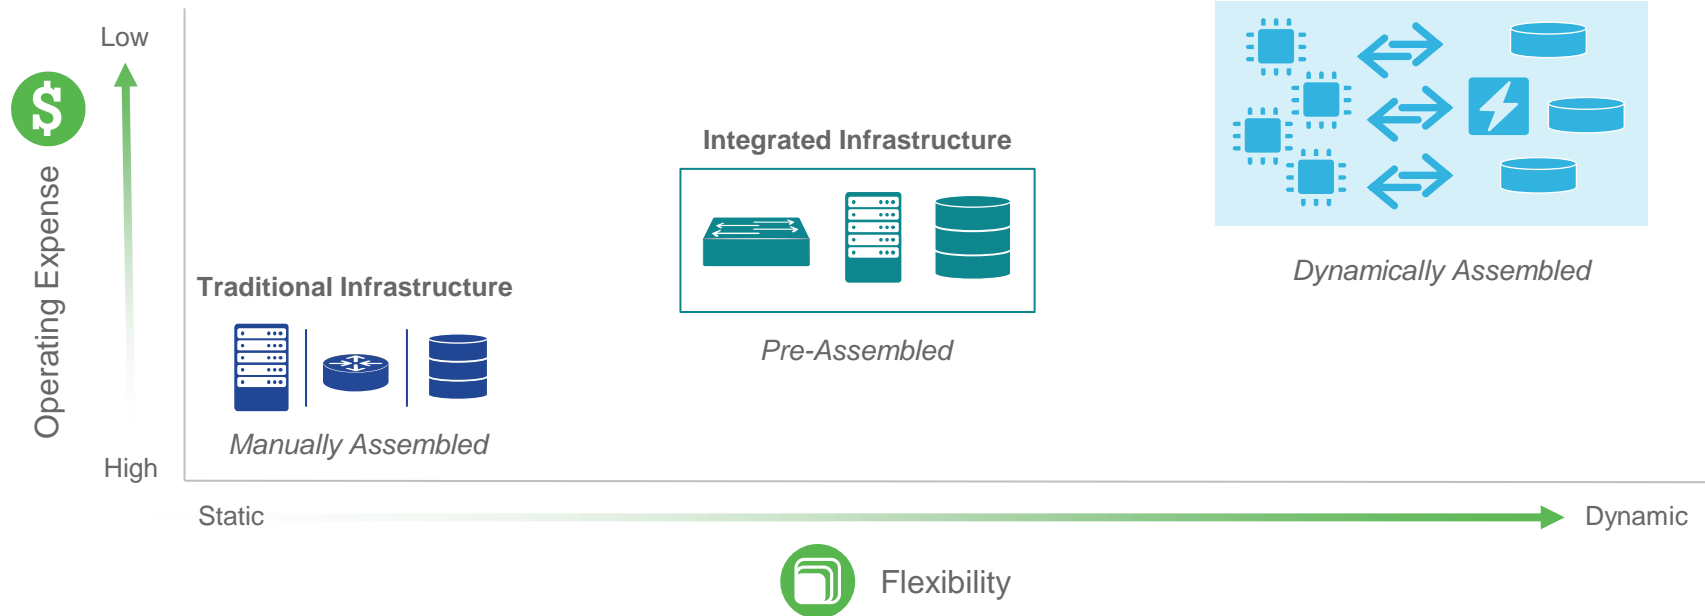 Low
$
Operating Expense
High
Traditional Infrastructure
Manually Assembled
Integrated Infrastructure
Pre-Assembled
Dynamically Assembled
Static
Dynamic
Flexibility